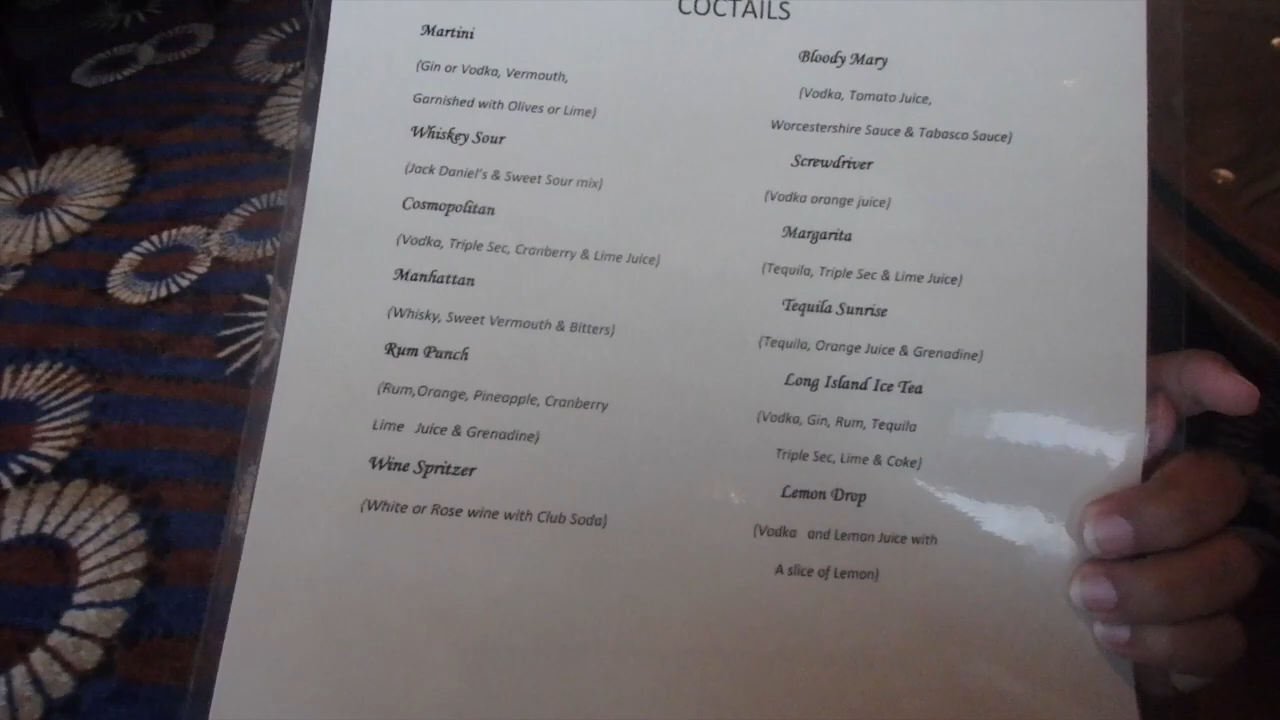 COCTAILS
Martini
(Gin or Vodka, Vermouth,
Garnished with Olives or Lime)
Whiskey Sour
(Jack Daniel's & Sweet Sour mix)
Cosmopolitan
(Vodka, Triple Sec, Cranberry & Lime Juice)
Manhattan
(Whisky, Sweet Vermouth & Bitters)
Rum Punch
(Rum,Orange, Pineapple, Cranberry
Lime Juice & Grenadine)
Wine Spritzer
(White or Rose wine with Club Soda)
Bloody Mary
(Vodka, Tomato Juice,
Worcestershire Sauce & Tabasco Sauce)
Screwdriver
(Vodka orange juice)
Margarita
(Tequila, Triple Sec & Lime Juice)
Tequila Sunrise
(Tequila, Orange Juice & Grenadine)
Long Island Ice Tea
(Vodka, Gin, Rum, Tequila
Triple Sec, Lime & Coke)
Lemon Drop
(Vodka and Lemon Juice with
A slice of Lemon)